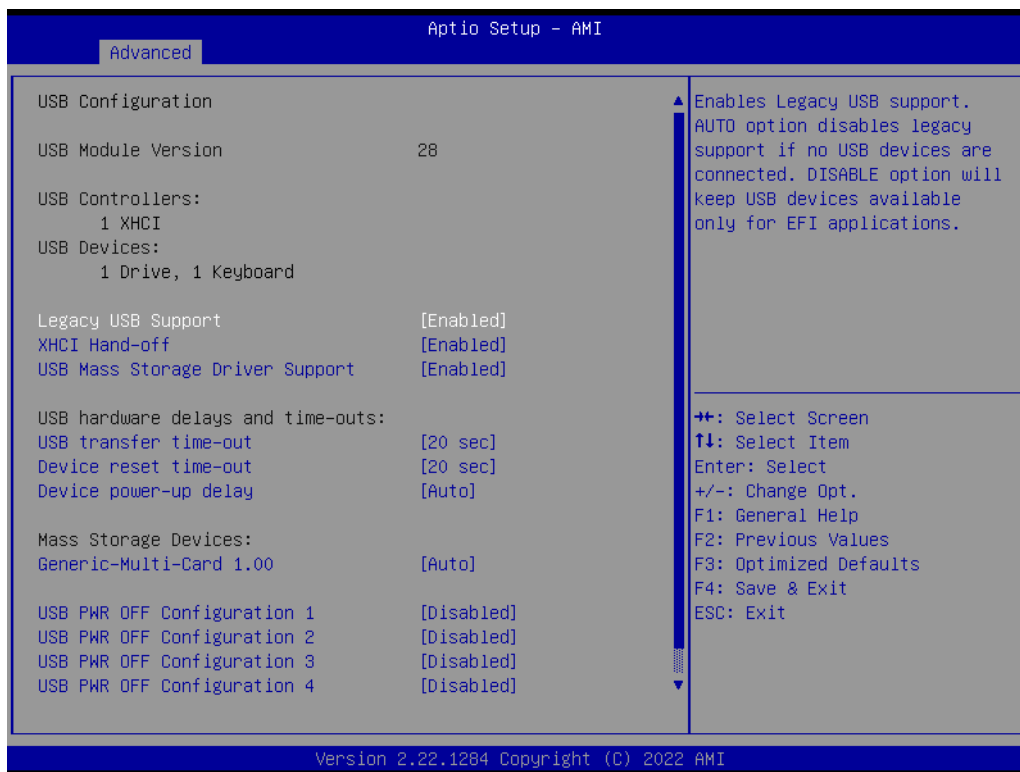 Aptio Setup – AMI
Advanced
USB Configuration
USB Module Version 28
USB Controllers:
1 XHCI
USB Devices:
1 Drive, 1 Keyboard
Legacy USB Support [Enabled]
XHCI Hand-off [Enabled]
USB Mass Storage Driver Support [Enabled]
USB hardware delays and time-outs:
USB transfer time-out [20 sec]
Device reset time-out [20 sec]
Device power-up delay [Auto]
Mass Storage Devices:
Generic-Multi-Card 1.00 [Auto]
USB PWR OFF Configuration 1 [Disabled]
USB PWR OFF Configuration 2 [Disabled]
USB PWR OFF Configuration 3 [Disabled]
USB PWR OFF Configuration 4 [Disabled]
Enables Legacy USB support.
AUTO option disables legacy
support if no USB devices are
connected. DISABLE option will
keep USB devices available
only for EFI applications.
→←: Select Screen
↑↓: Select Item
Enter: Select
+/-: Change Opt.
F1: General Help
F2: Previous Values
F3: Optimized Defaults
F4: Save & Exit
ESC: Exit
Version 2.22.1284 Copyright (C) 2022 AMI